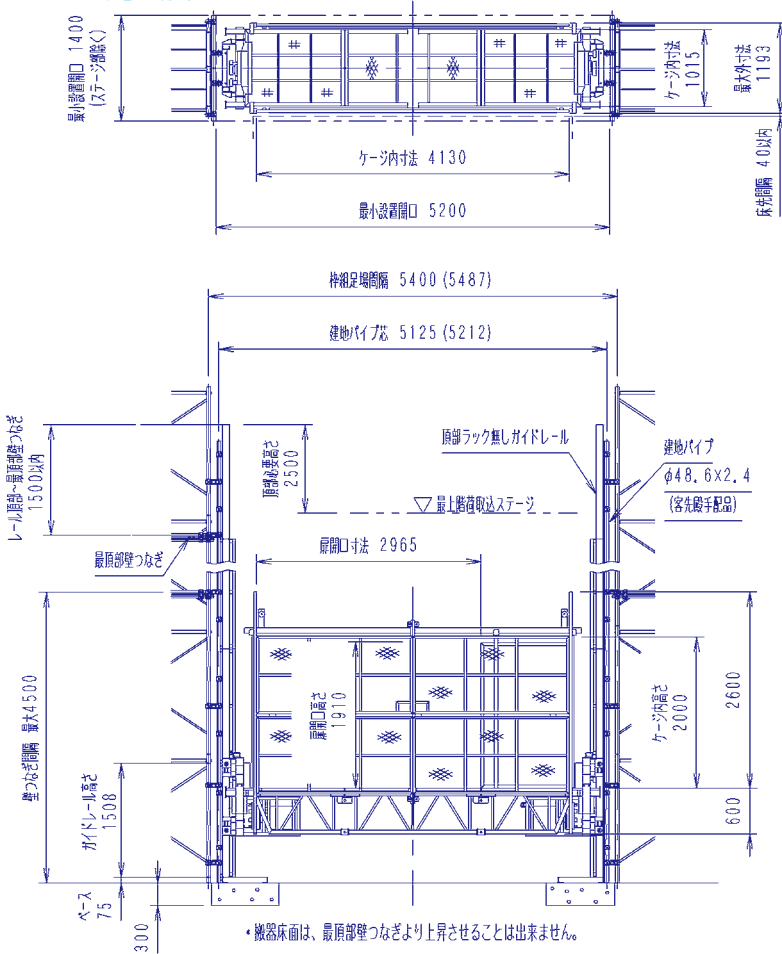 最小設置開口 1400
(ステージ部除く)
ケージ内寸法
1015
最大外寸法
1193
床先間隔 40以内
ケージ内寸法 4130
最小設置開口 5200
枠組足場間隔 5400(5487)
建地パイプ芯 5125(5212)
レール頂部~最頂部壁つなぎ
1500以内
頂部必要高さ
2500
頂部ラック無しガイドレール
建地パイプ
φ48.6×2.4
(客先殿手配品)
最上階荷取込ステージ
最頂部壁つなぎ
扉開口寸法 2965
壁つなぎ間隔 最大4500
扉開口高さ
1910
ケージ内高さ
2000
2600
600
ガイドレール高さ
1508
ベース
75
300
*搬器床面は、最頂部壁つなぎより上昇させることは出来ません。